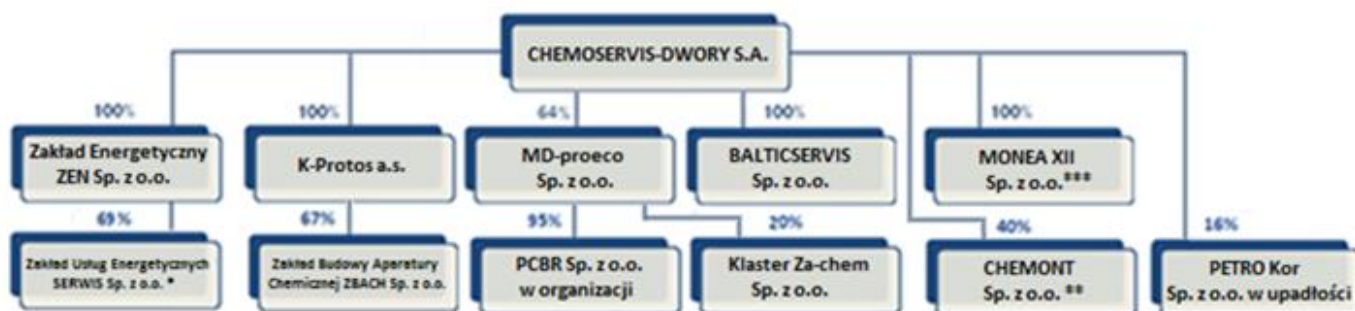 CHEMOSERVIS-DWORY S.A.
100%
100%
64%
100%
100%
Zakład Energetyczny
ZEN Sp. z o.o.
K-Protos a.s.
MD-proeco
Sp. z o.o.
BALTICSERVIS
Sp. z o.o.
MONEA XII
Sp. z o.o.***
69%
67%
95%
20%
40%
16%
Zakład Usług Energetycznych
SERWIS Sp. z o.o. *
Zakład Budowy Aparatury
Chemicznej ZBACH Sp. z o.o.
PCBR Sp. z o.o.
w organizacji
Klaster Za-chem
Sp. z o.o.
CHEMONT
Sp. z o.o. **
PETRO Kor
Sp. z o.o. w upadłości